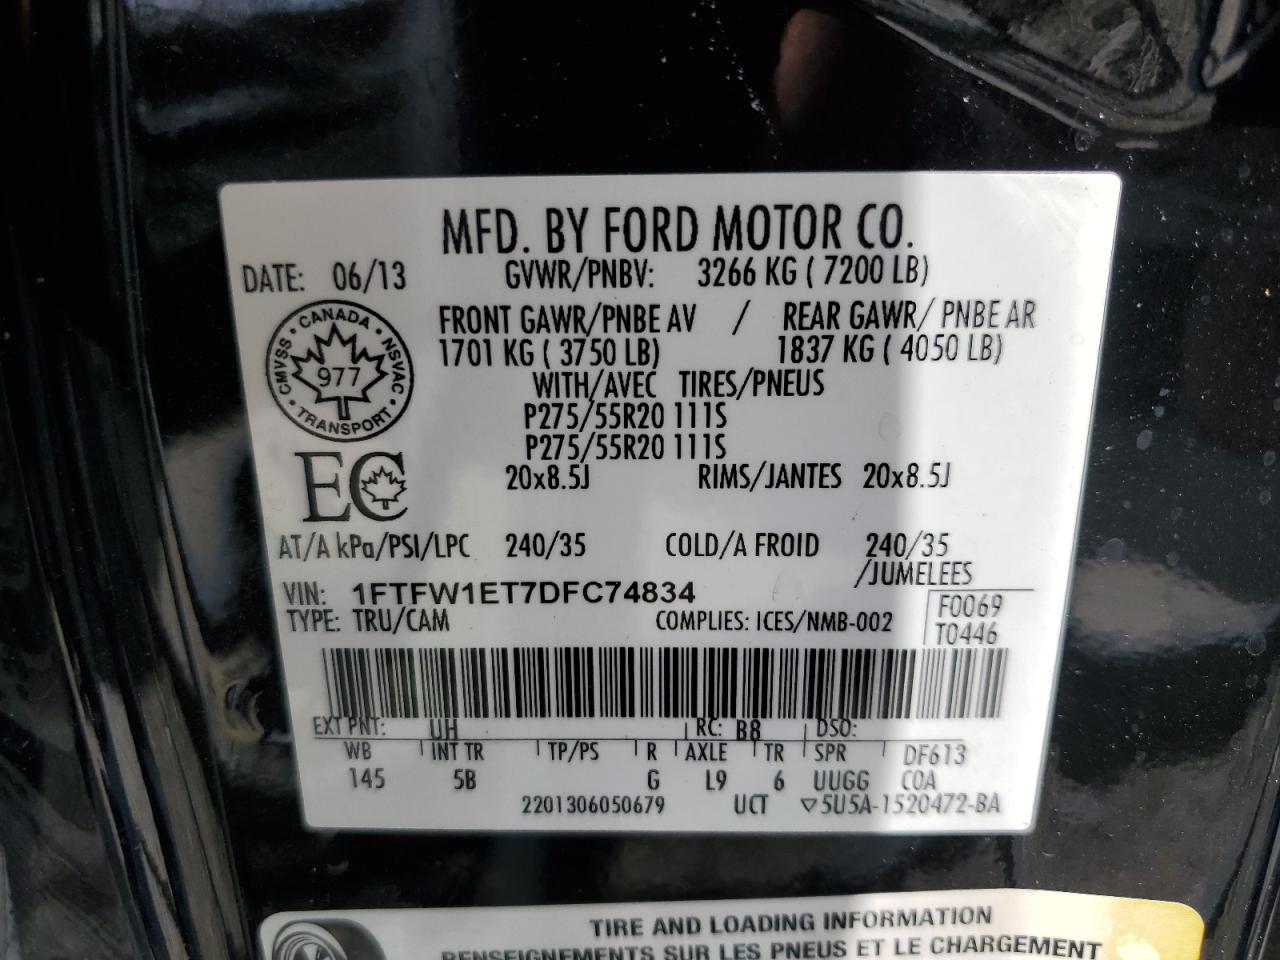 MFD. BY FORD MOTOR CO.
DATE: 06/13 GVWR/PNBV: 3266 KG ( 7200 LB)
CMVSS • CANADA • NSVAC • TRANSPORT •
977
FRONT GAWR/PNBE AV / REAR GAWR/ PNBE AR
1701 KG ( 3750 LB) 1837 KG ( 4050 LB)
WITH/AVEC TIRES/PNEUS
P275/55R20 111S
P275/55R20 111S
EC
20x8.5J RIMS/JANTES 20x8.5J
AT/A kPa/PSI/LPC 240/35 COLD/A FROID 240/35
/JUMELEES
VIN: 1FTFW1ET7DFC74834
F0069
TYPE: TRU/CAM COMPLIES: ICES/NMB-002
T0446
EXT PNT: UH RC: B8 DSO:
WB INT TR TP/PS R AXLE TR SPR DF613
145 5B G L9 6 UUGG COA
2201306050679 UCT ▽5U5A-1520472-BA
TIRE AND LOADING INFORMATION
RENSEIGNEMENTS SUR LES PNEUS ET LE CHARGEMENT